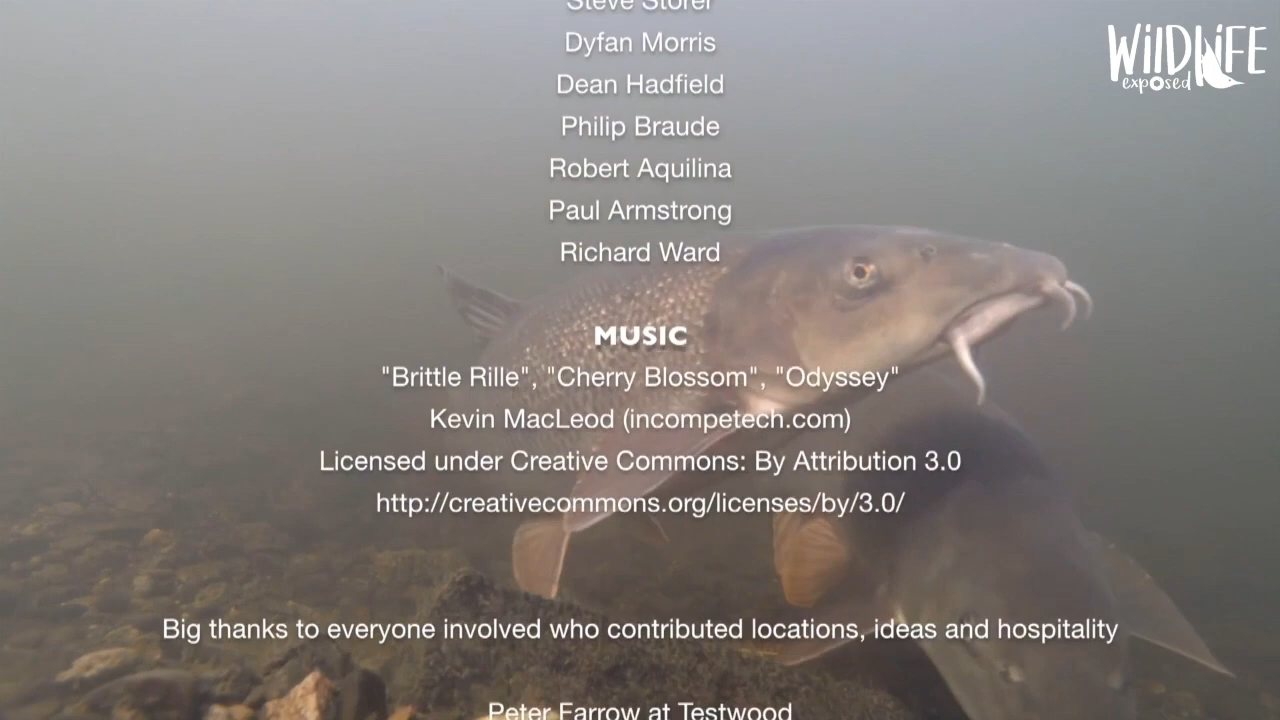 Steve Storer
Dyfan Morris
Dean Hadfield
Philip Braude
Robert Aquilina
Paul Armstrong
Richard Ward
MUSIC
"Brittle Rille", "Cherry Blossom", "Odyssey"
Kevin MacLeod (incompetech.com)
Licensed under Creative Commons: By Attribution 3.0
http://creativecommons.org/licenses/by/3.0/
Big thanks to everyone involved who contributed locations, ideas and hospitality
Peter Farrow at Testwood
WiLDLiFE
exposed